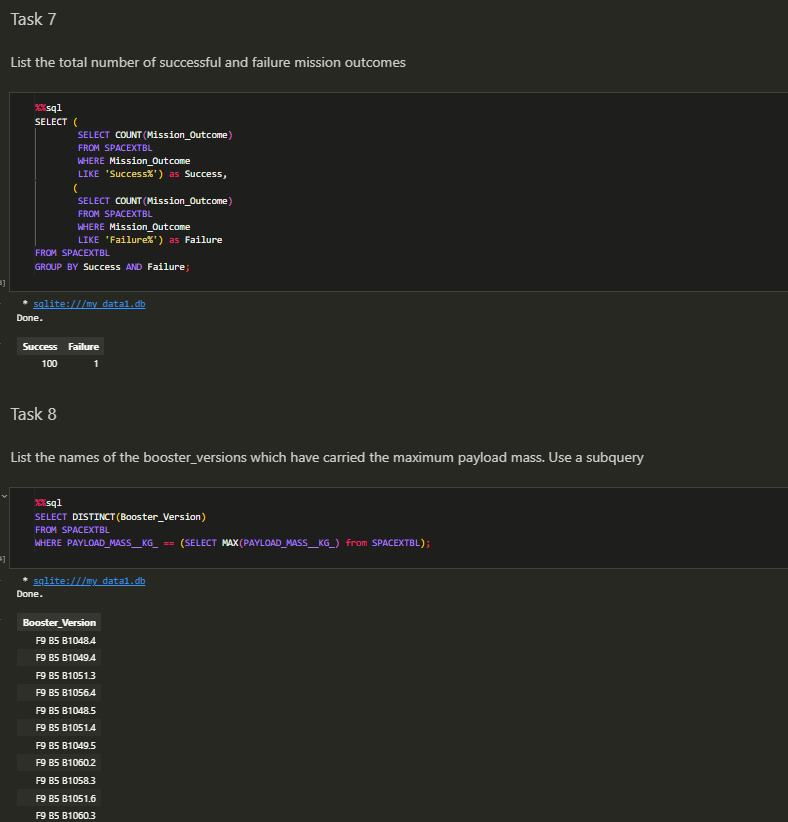 Task 7
List the total number of successful and failure mission outcomes
%%sql
SELECT (
SELECT COUNT(Mission_Outcome)
FROM SPACEXTBL
WHERE Mission_Outcome
LIKE 'Success%') as Success,
(
SELECT COUNT(Mission_Outcome)
FROM SPACEXTBL
WHERE Mission_Outcome
LIKE 'Failure%') as Failure
FROM SPACEXTBL
GROUP BY Success AND Failure;
* sqlite:///my_data1.db
Done.
Success Failure
100 1
Task 8
List the names of the booster_versions which have carried the maximum payload mass. Use a subquery
%%sql
SELECT DISTINCT(Booster_Version)
FROM SPACEXTBL
WHERE PAYLOAD_MASS__KG_ == (SELECT MAX(PAYLOAD_MASS__KG_) from SPACEXTBL);
* sqlite:///my_data1.db
Done.
Booster_Version
F9 B5 B1048.4
F9 B5 B1049.4
F9 B5 B1051.3
F9 B5 B1056.4
F9 B5 B1048.5
F9 B5 B1051.4
F9 B5 B1049.5
F9 B5 B1060.2
F9 B5 B1058.3
F9 B5 B1051.6
F9 B5 B1060.3